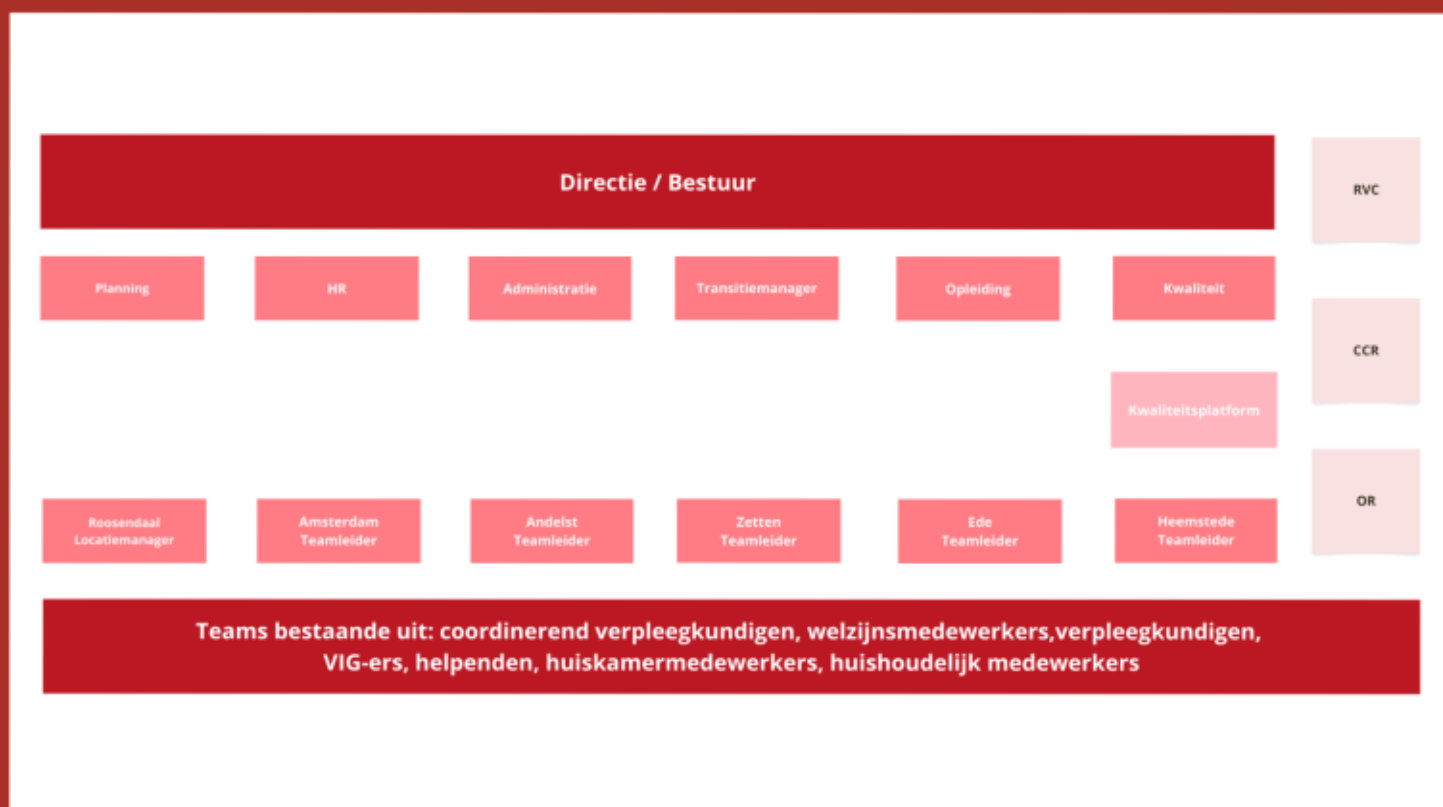 Directie / Bestuur
RVC
Planning
HR
Administratie
Transitiemanager
Opleiding
Kwaliteit
CCR
Kwaliteitsplatform
OR
Roosendaal
Locatiemanager
Amsterdam
Teamleider
Andelst
Teamleider
Zetten
Teamleider
Ede
Teamleider
Heemstede
Teamleider
Teams bestaande uit: coordinerend verpleegkundigen, welzijnsmedewerkers,verpleegkundigen,
VIG-ers, helpenden, huiskamermedewerkers, huishoudelijk medewerkers